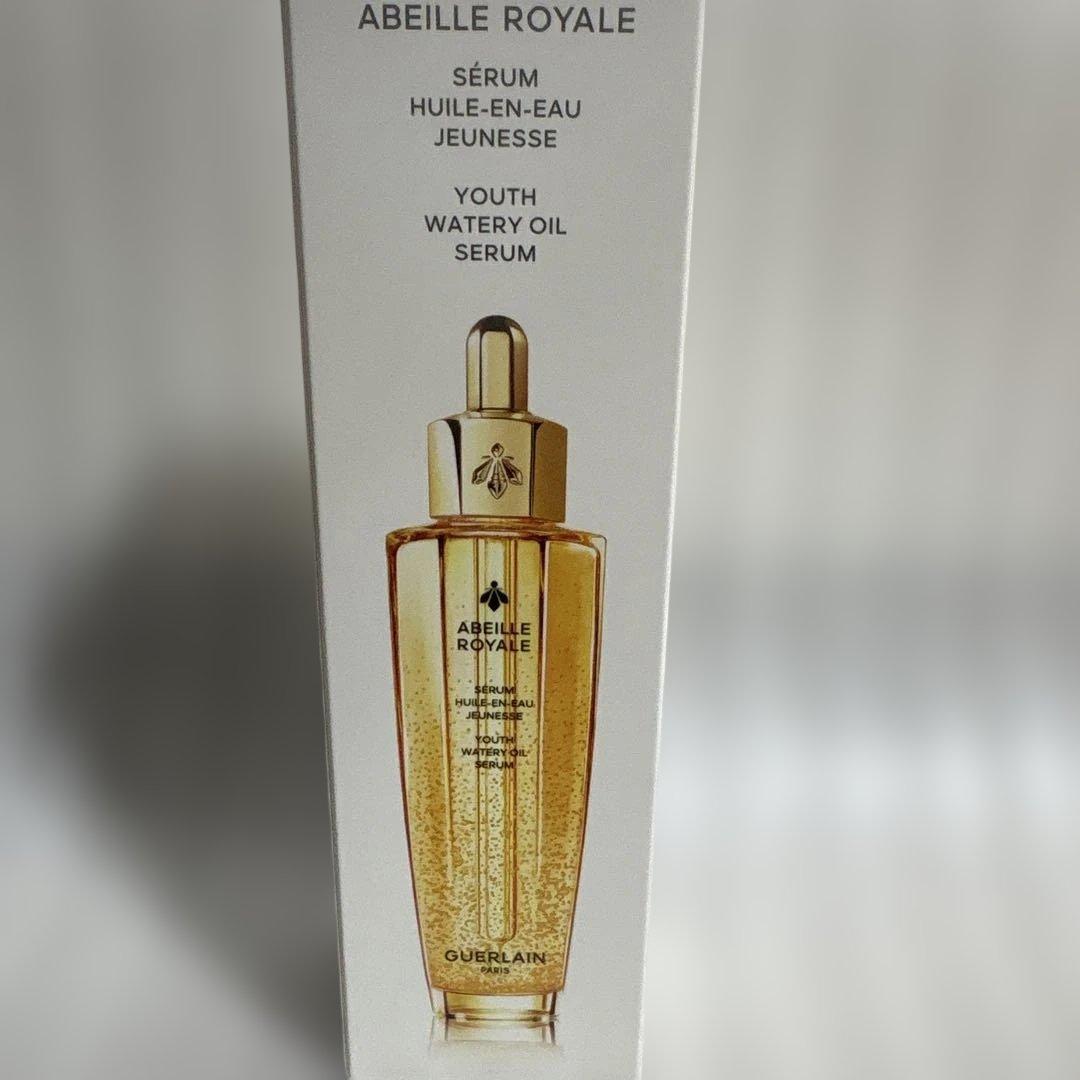 ABEILLE ROYALE
SÉRUM
HUILE-EN-EAU
JEUNESSE
YOUTH
WATERY OIL
SERUM
ABEILLE
ROYALE
SÉRUM
HUILE-EN-EAU
JEUNESSE
YOUTH
WATERY OIL
SERUM
GUERLAIN
PARIS